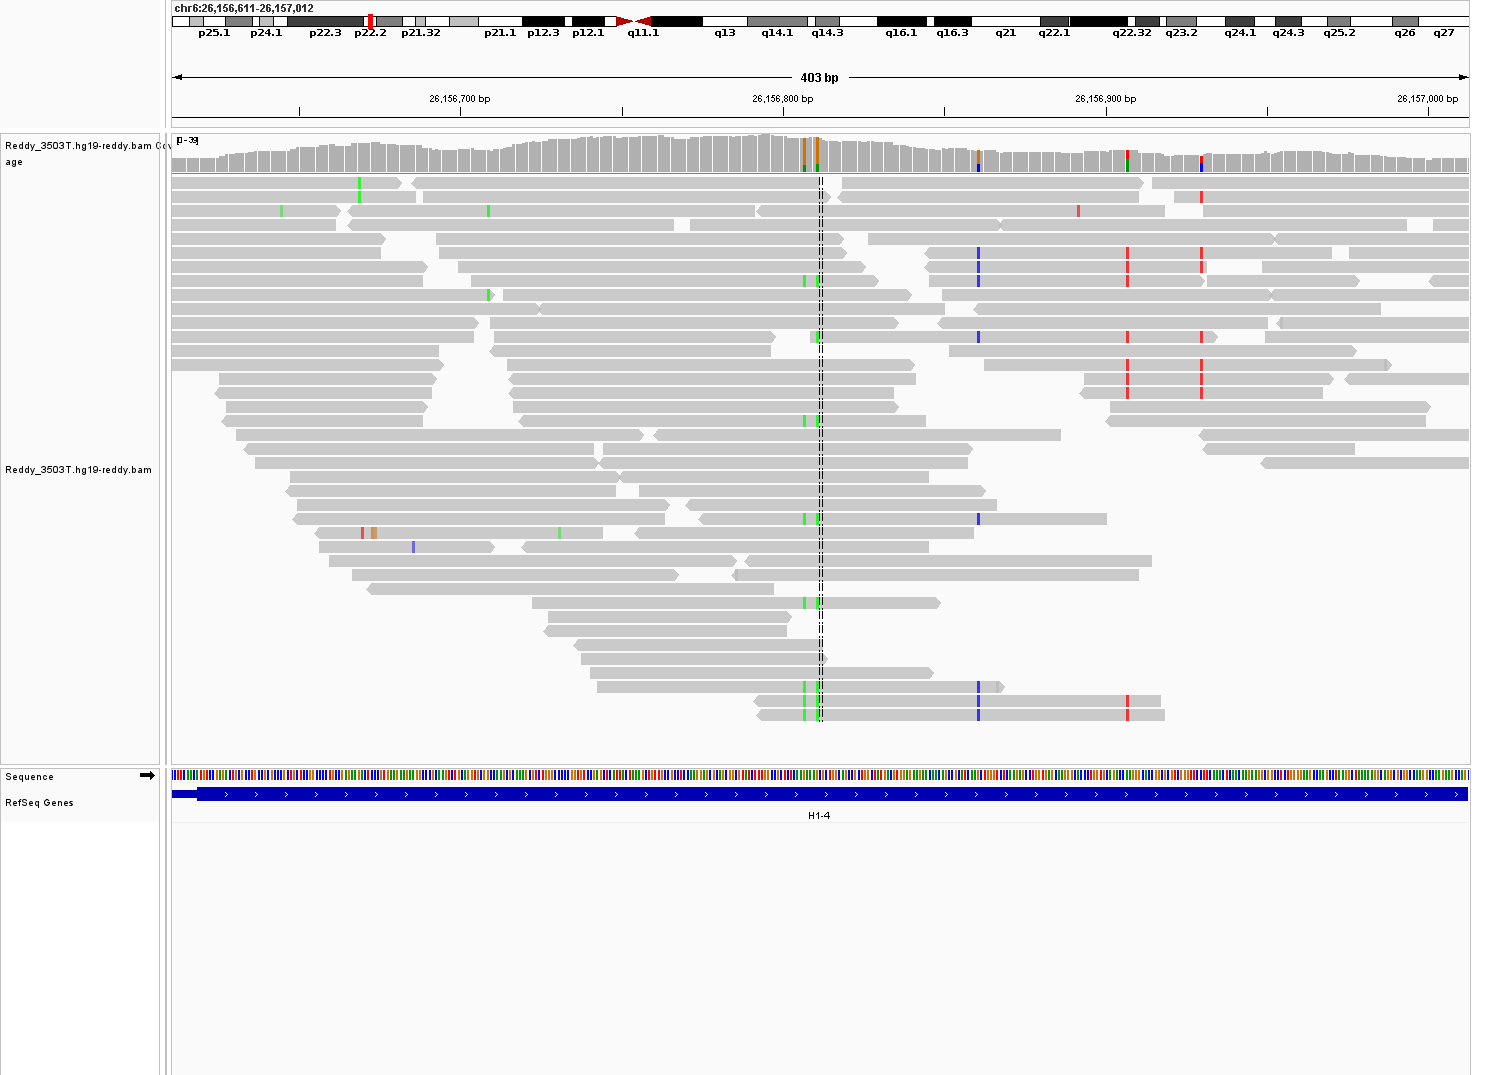 chr6:26,156,611-26,157,012
p25.1 p24.1 p22.3 p22.2 p21.32 p21.1 p12.3 p12.1 q11.1 q13 q14.1 q14.3 q16.1 q16.3 q21 q22.1 q22.32 q23.2 q24.1 q24.3 q25.2 q26 q27
403 bp
26,156,700 bp 26,156,800 bp 26,156,900 bp 26,157,000 bp
[0-39]
Reddy_3503T.hg19-reddy.bam Cov
age
Reddy_3503T.hg19-reddy.bam
Sequence
RefSeq Genes
H1-4